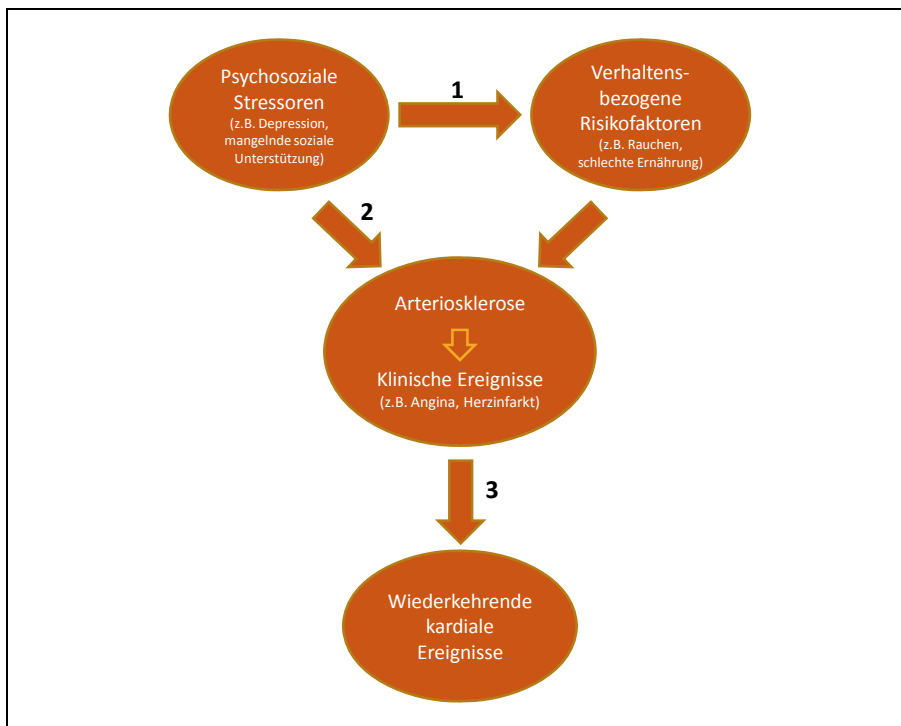 Psychosoziale
Stressoren
(z.B. Depression,
mangelnde soziale
Unterstützung)
1
Verhaltens-
bezogene
Risikofaktoren
(z.B. Rauchen,
schlechte Ernährung)
2
Arteriosklerose
Klinische Ereignisse
(z.B. Angina, Herzinfarkt)
3
Wiederkehrende
kardiale
Ereignisse